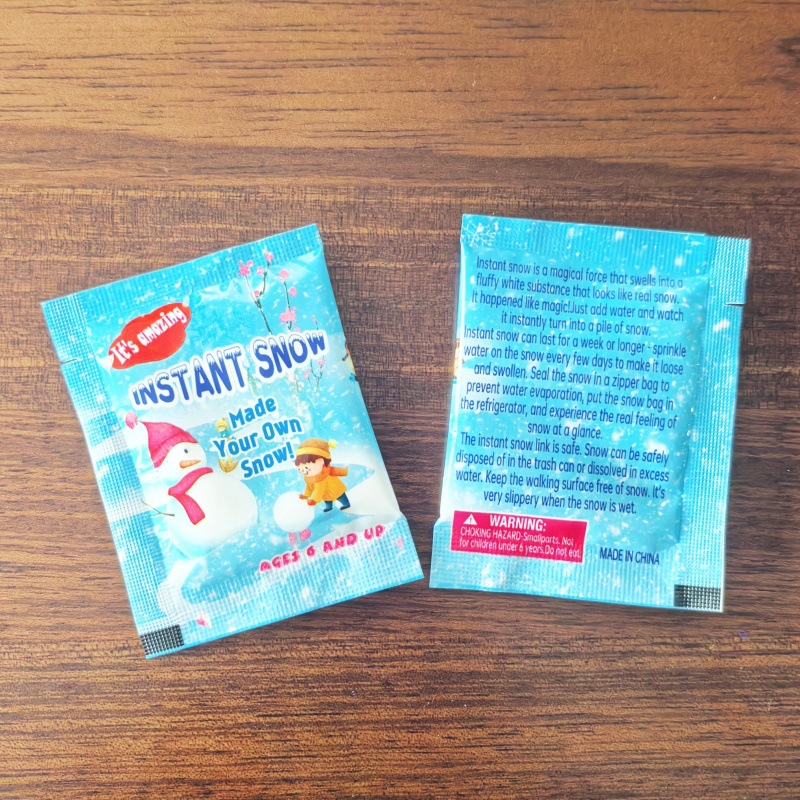 It's amazing
INSTANT SNOW
Made
Your Own
Snow!
AGES 6 AND UP
Instant snow is a magical force that swells into a
fluffy white substance that looks like real snow.
It happened like magic!Just add water and watch
it instantly turn into a pile of snow.
Instant snow can last for a week or longer - sprinkle
water on the snow every few days to make it loose
and swollen. Seal the snow in a zipper bag to
prevent water evaporation, put the snow bag in
the refrigerator, and experience the real feeling of
snow at a glance.
The instant snow link is safe. Snow can be safely
disposed of in the trash can or dissolved in excess
water. Keep the walking surface free of snow. It's
very slippery when the snow is wet.
WARNING:
CHOKING HAZARD-Smallparts. Not
for children under 6 years.Do not eat.
MADE IN CHINA